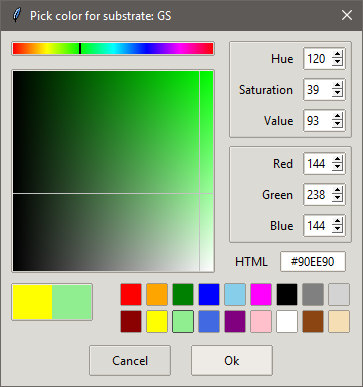 Pick color for substrate: GS
Hue 120
Saturation 39
Value 93
Red 144
Green 238
Blue 144
HTML #90EE90
Cancel Ok